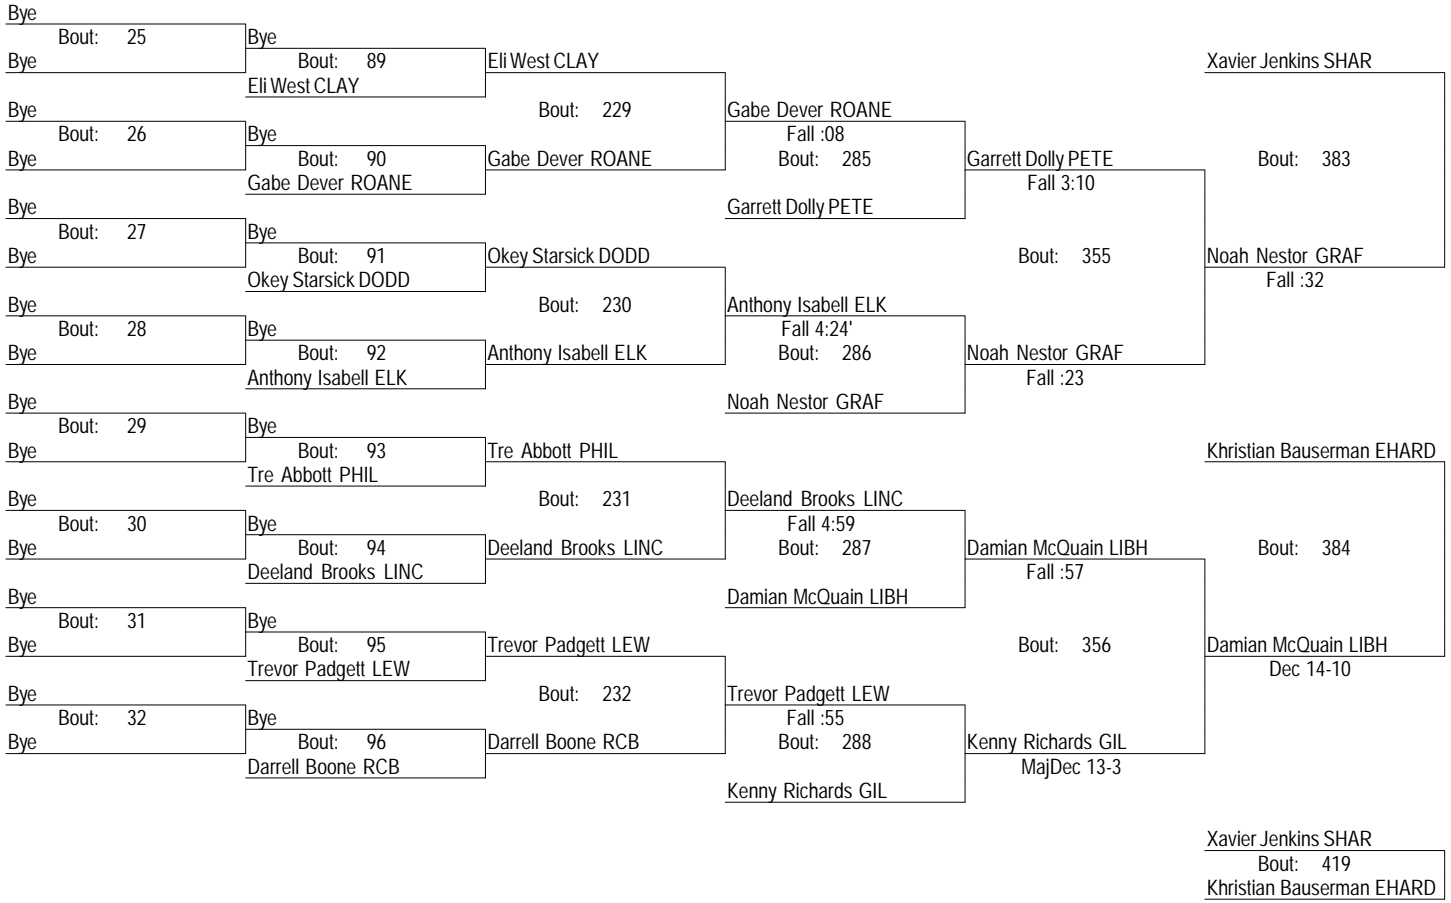 Bye
Bout: 25 Bye
Bye Bout: 89 Eli West CLAY Xavier Jenkins SHAR
Eli West CLAY
Bye Bout: 229 Gabe Dever ROANE
Bout: 26 Bye Fall :08
Bye Bout: 90 Gabe Dever ROANE Bout: 285 Garrett Dolly PETE Bout: 383
Gabe Dever ROANE Fall 3:10
Bye Garrett Dolly PETE
Bout: 27 Bye
Bye Bout: 91 Okey Starsick DODD Bout: 355 Noah Nestor GRAF
Okey Starsick DODD Fall :32
Bye Bout: 230 Anthony Isabell ELK
Bout: 28 Bye Fall 4:24'
Bye Bout: 92 Anthony Isabell ELK Bout: 286 Noah Nestor GRAF
Anthony Isabell ELK Fall :23
Bye Noah Nestor GRAF
Bout: 29 Bye
Bye Bout: 93 Tre Abbott PHIL Khristian Bauserman EHARD
Tre Abbott PHIL
Bye Bout: 231 Deeland Brooks LINC
Bout: 30 Bye Fall 4:59
Bye Bout: 94 Deeland Brooks LINC Bout: 287 Damian McQuain LIBH Bout: 384
Deeland Brooks LINC Fall :57
Bye Damian McQuain LIBH
Bout: 31 Bye
Bye Bout: 95 Trevor Padgett LEW Bout: 356 Damian McQuain LIBH
Trevor Padgett LEW Dec 14-10
Bye Bout: 232 Trevor Padgett LEW
Bout: 32 Bye Fall :55
Bye Bout: 96 Darrell Boone RCB Bout: 288 Kenny Richards GIL
Darrell Boone RCB MajDec 13-3
Kenny Richards GIL
Xavier Jenkins SHAR
Bout: 419
Khristian Bauserman EHARD